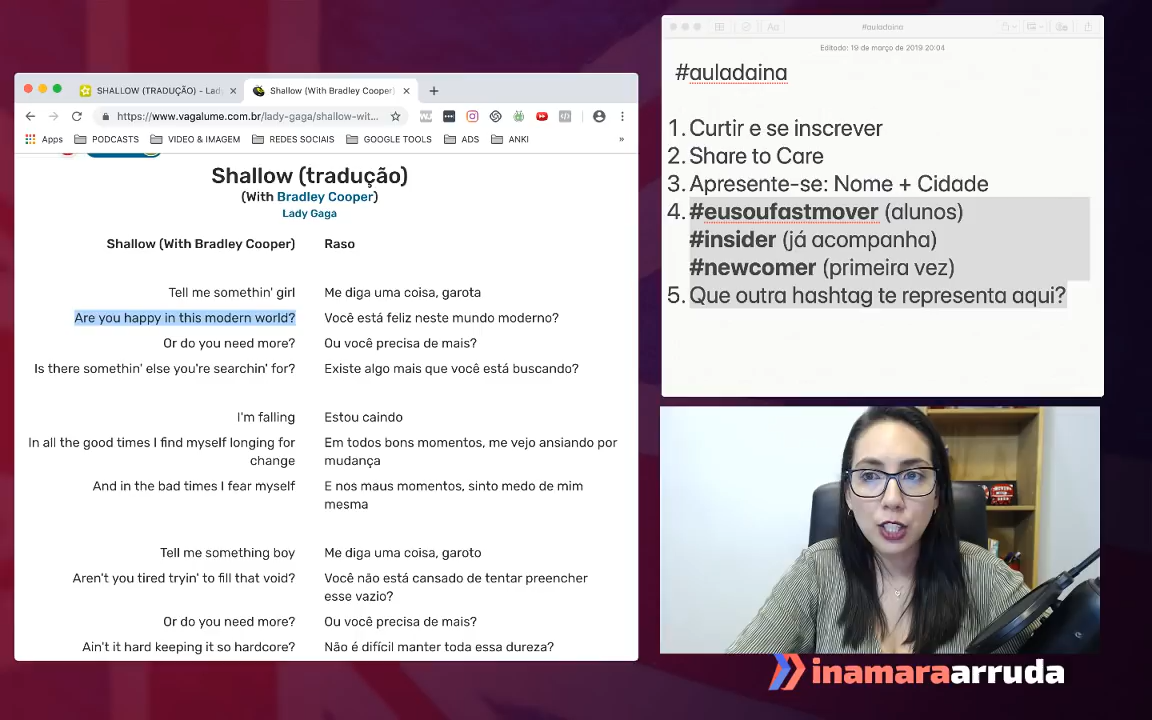 SHALLOW (TRADUÇÃO) - Lad
Shallow (With Bradley Cooper)
https://www.vagalume.com.br/lady-gaga/shallow-wit...
Apps
PODCASTS
VIDEO & IMAGEM
REDES SOCIAIS
GOOGLE TOOLS
ADS
ANKI
»
Shallow (tradução)
(With Bradley Cooper)
Lady Gaga
Shallow (With Bradley Cooper) Raso
Tell me somethin' girl Me diga uma coisa, garota
Are you happy in this modern world? Você está feliz neste mundo moderno?
Or do you need more? Ou você precisa de mais?
Is there somethin' else you're searchin' for? Existe algo mais que você está buscando?
I'm falling Estou caindo
In all the good times I find myself longing for Em todos bons momentos, me vejo ansiando por
change mudança
And in the bad times I fear myself E nos maus momentos, sinto medo de mim
mesma
Tell me something boy Me diga uma coisa, garoto
Aren't you tired tryin' to fill that void? Você não está cansado de tentar preencher
esse vazio?
Or do you need more? Ou você precisa de mais?
Ain't it hard keeping it so hardcore? Não é difícil manter toda essa dureza?
#auladaina
Editado: 19 de março de 2019 20:04
#auladaina
1. Curtir e se inscrever
2. Share to Care
3. Apresente-se: Nome + Cidade
4. #eusoufastmover (alunos)
#insider (já acompanha)
#newcomer (primeira vez)
5. Que outra hashtag te representa aqui?
inamaraarruda